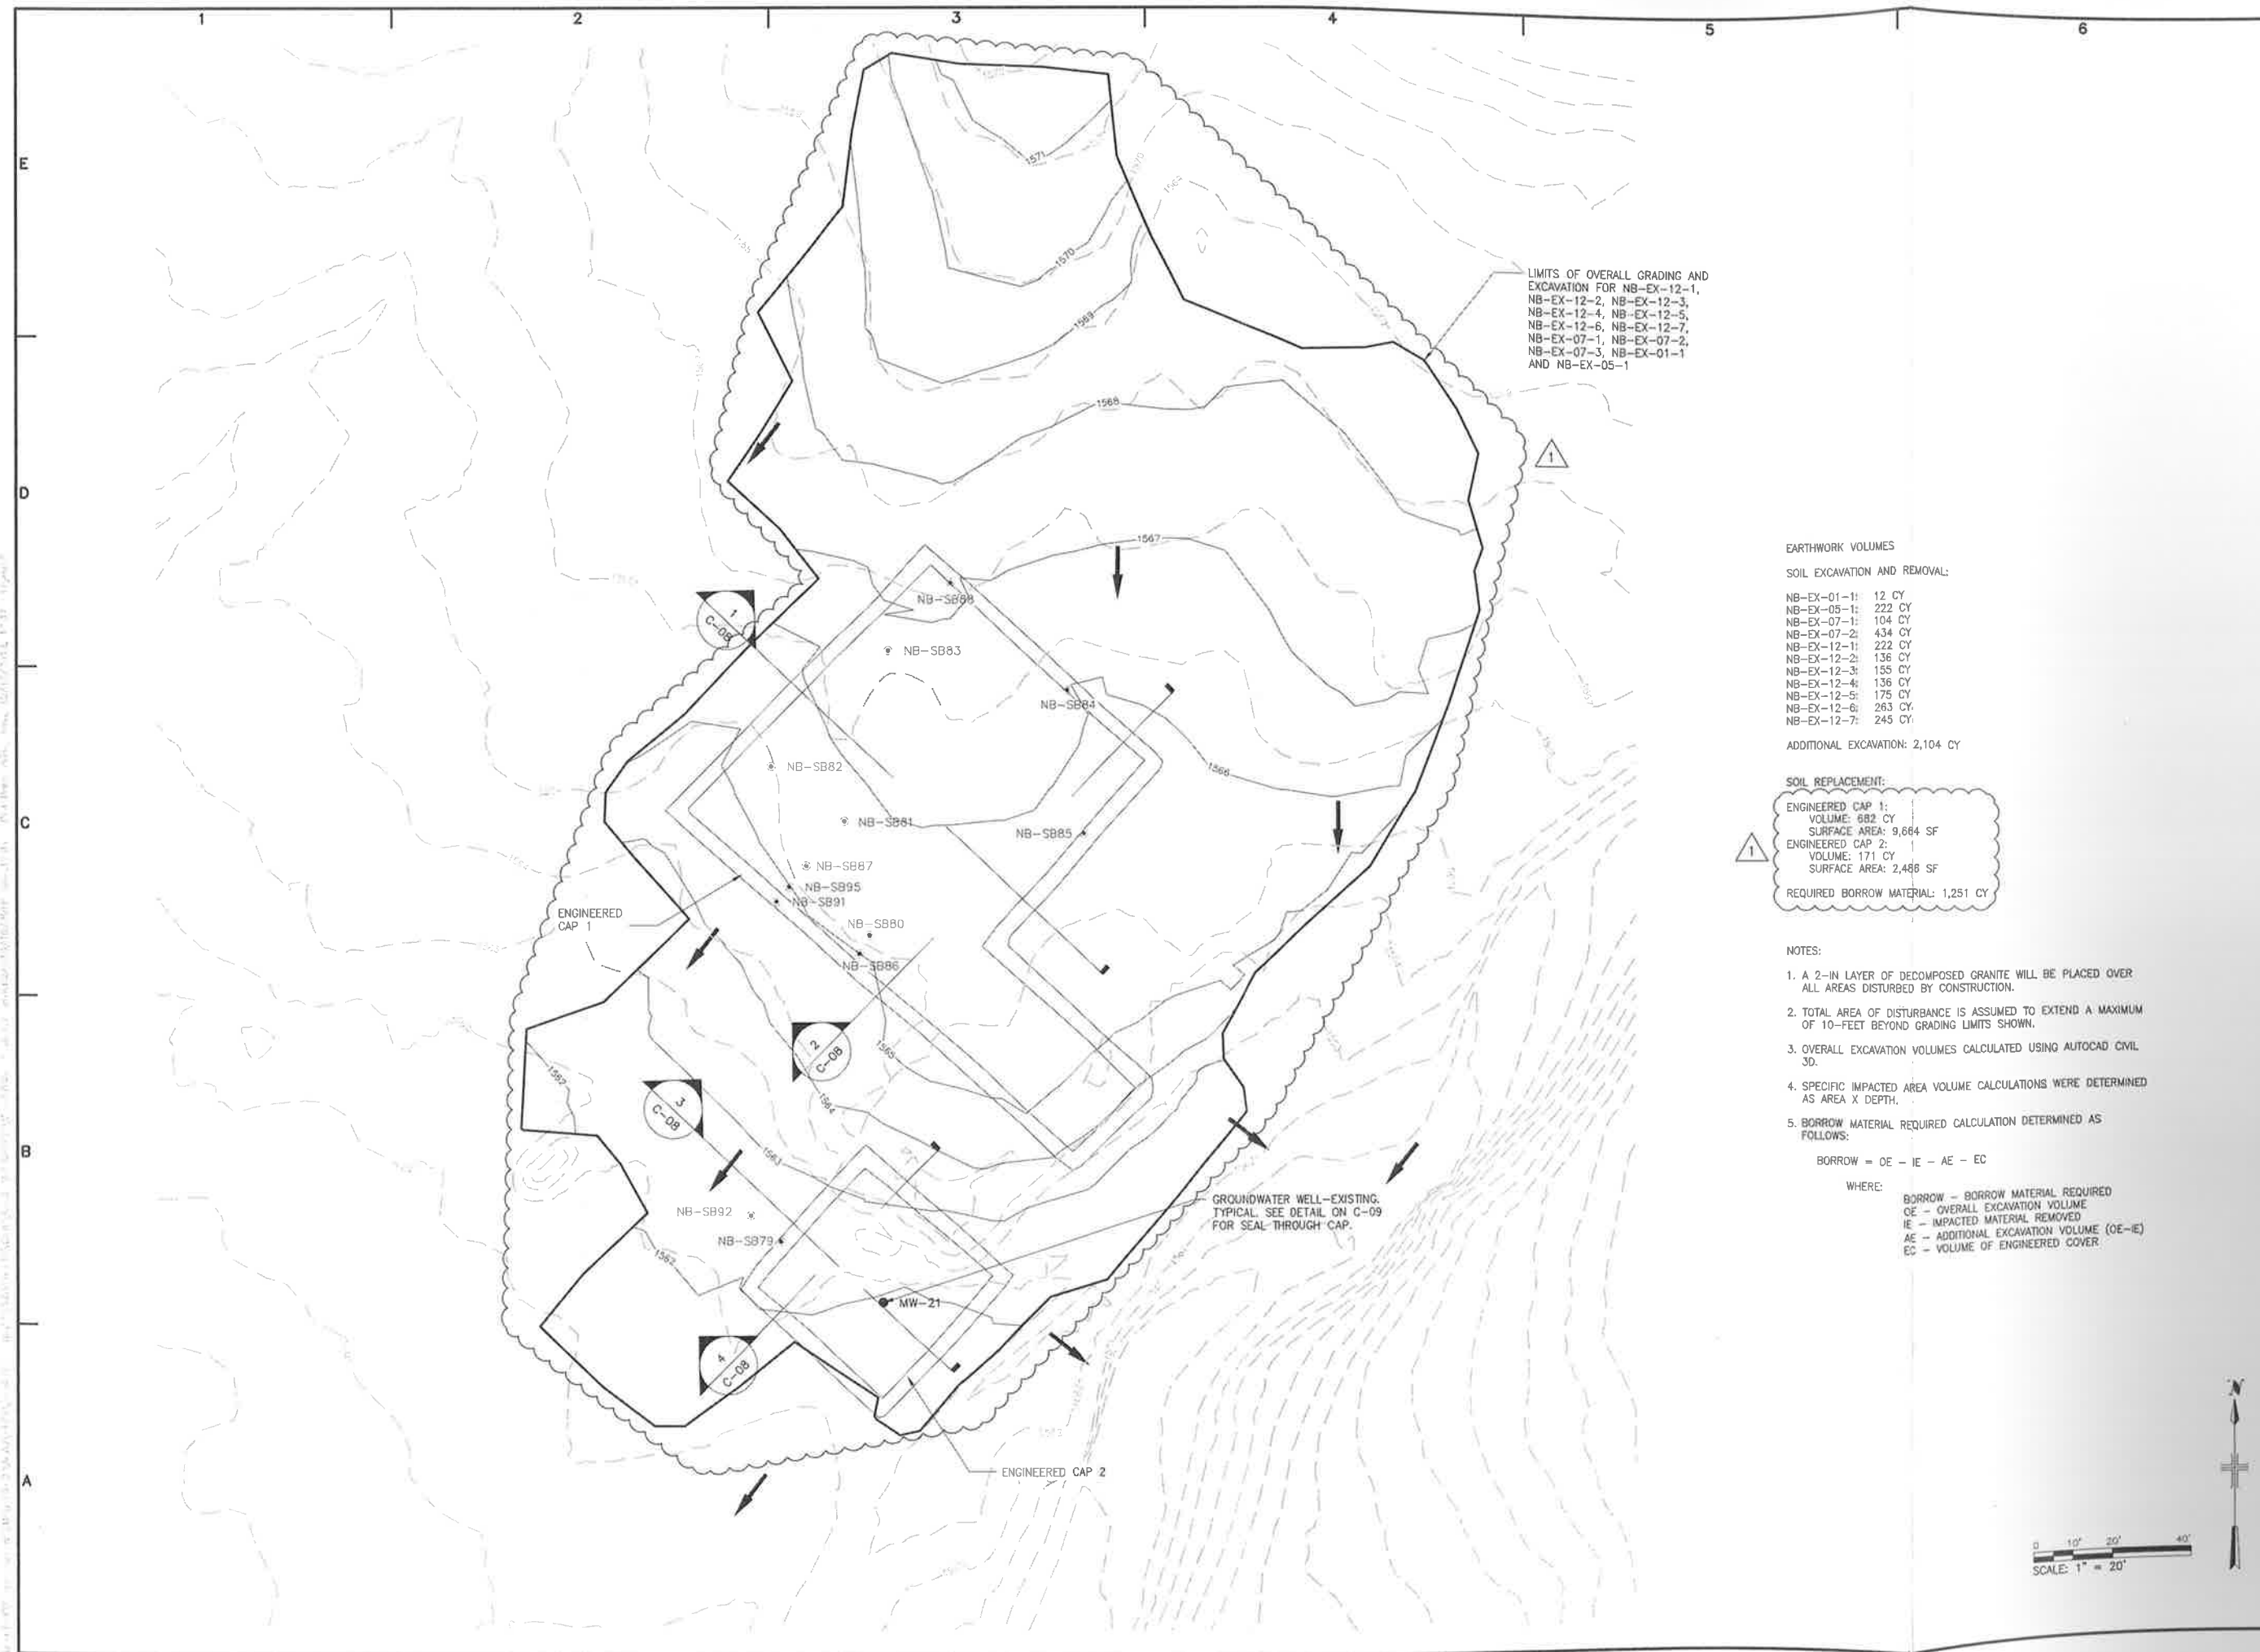 1 2 3 4 5 6
E
D
C
B
A
1571
1570
1570
1569
1568
1567
1566
1565
1564
1563
1562
1562
LIMITS OF OVERALL GRADING AND
EXCAVATION FOR NB-EX-12-1,
NB-EX-12-2, NB-EX-12-3,
NB-EX-12-4, NB-EX-12-5,
NB-EX-12-6, NB-EX-12-7,
NB-EX-07-1, NB-EX-07-2,
NB-EX-07-3, NB-EX-01-1
AND NB-EX-05-1
1
1
C-08
NB-SB88
NB-SB83
NB-SB84
NB-SB82
NB-SB81
NB-SB85
NB-SB87
NB-SB95
NB-SB91
NB-SB80
NB-SB86
ENGINEERED
CAP 1
2
C-08
3
C-08
NB-SB92
NB-SB79
MW-21
GROUNDWATER WELL-EXISTING.
TYPICAL. SEE DETAIL ON C-09
FOR SEAL THROUGH CAP.
4
C-08
ENGINEERED CAP 2
EARTHWORK VOLUMES
SOIL EXCAVATION AND REMOVAL:
NB-EX-01-1: 12 CY
NB-EX-05-1: 222 CY
NB-EX-07-1: 104 CY
NB-EX-07-2: 434 CY
NB-EX-12-1: 222 CY
NB-EX-12-2: 136 CY
NB-EX-12-3: 155 CY
NB-EX-12-4: 136 CY
NB-EX-12-5: 175 CY
NB-EX-12-6: 263 CY
NB-EX-12-7: 245 CY
ADDITIONAL EXCAVATION: 2,104 CY
SOIL REPLACEMENT:
ENGINEERED CAP 1:
VOLUME: 682 CY
SURFACE AREA: 9,664 SF
ENGINEERED CAP 2:
VOLUME: 171 CY
SURFACE AREA: 2,486 SF
REQUIRED BORROW MATERIAL: 1,251 CY
1
NOTES:
1. A 2-IN LAYER OF DECOMPOSED GRANITE WILL BE PLACED OVER
ALL AREAS DISTURBED BY CONSTRUCTION.
2. TOTAL AREA OF DISTURBANCE IS ASSUMED TO EXTEND A MAXIMUM
OF 10-FEET BEYOND GRADING LIMITS SHOWN.
3. OVERALL EXCAVATION VOLUMES CALCULATED USING AUTOCAD CIVIL
3D.
4. SPECIFIC IMPACTED AREA VOLUME CALCULATIONS WERE DETERMINED
AS AREA X DEPTH.
5. BORROW MATERIAL REQUIRED CALCULATION DETERMINED AS
FOLLOWS:
BORROW = OE - IE - AE - EC
WHERE:
BORROW - BORROW MATERIAL REQUIRED
OE - OVERALL EXCAVATION VOLUME
IE - IMPACTED MATERIAL REMOVED
AE - ADDITIONAL EXCAVATION VOLUME (OE-IE)
EC - VOLUME OF ENGINEERED COVER
N
0 10' 20' 40'
SCALE: 1" = 20'